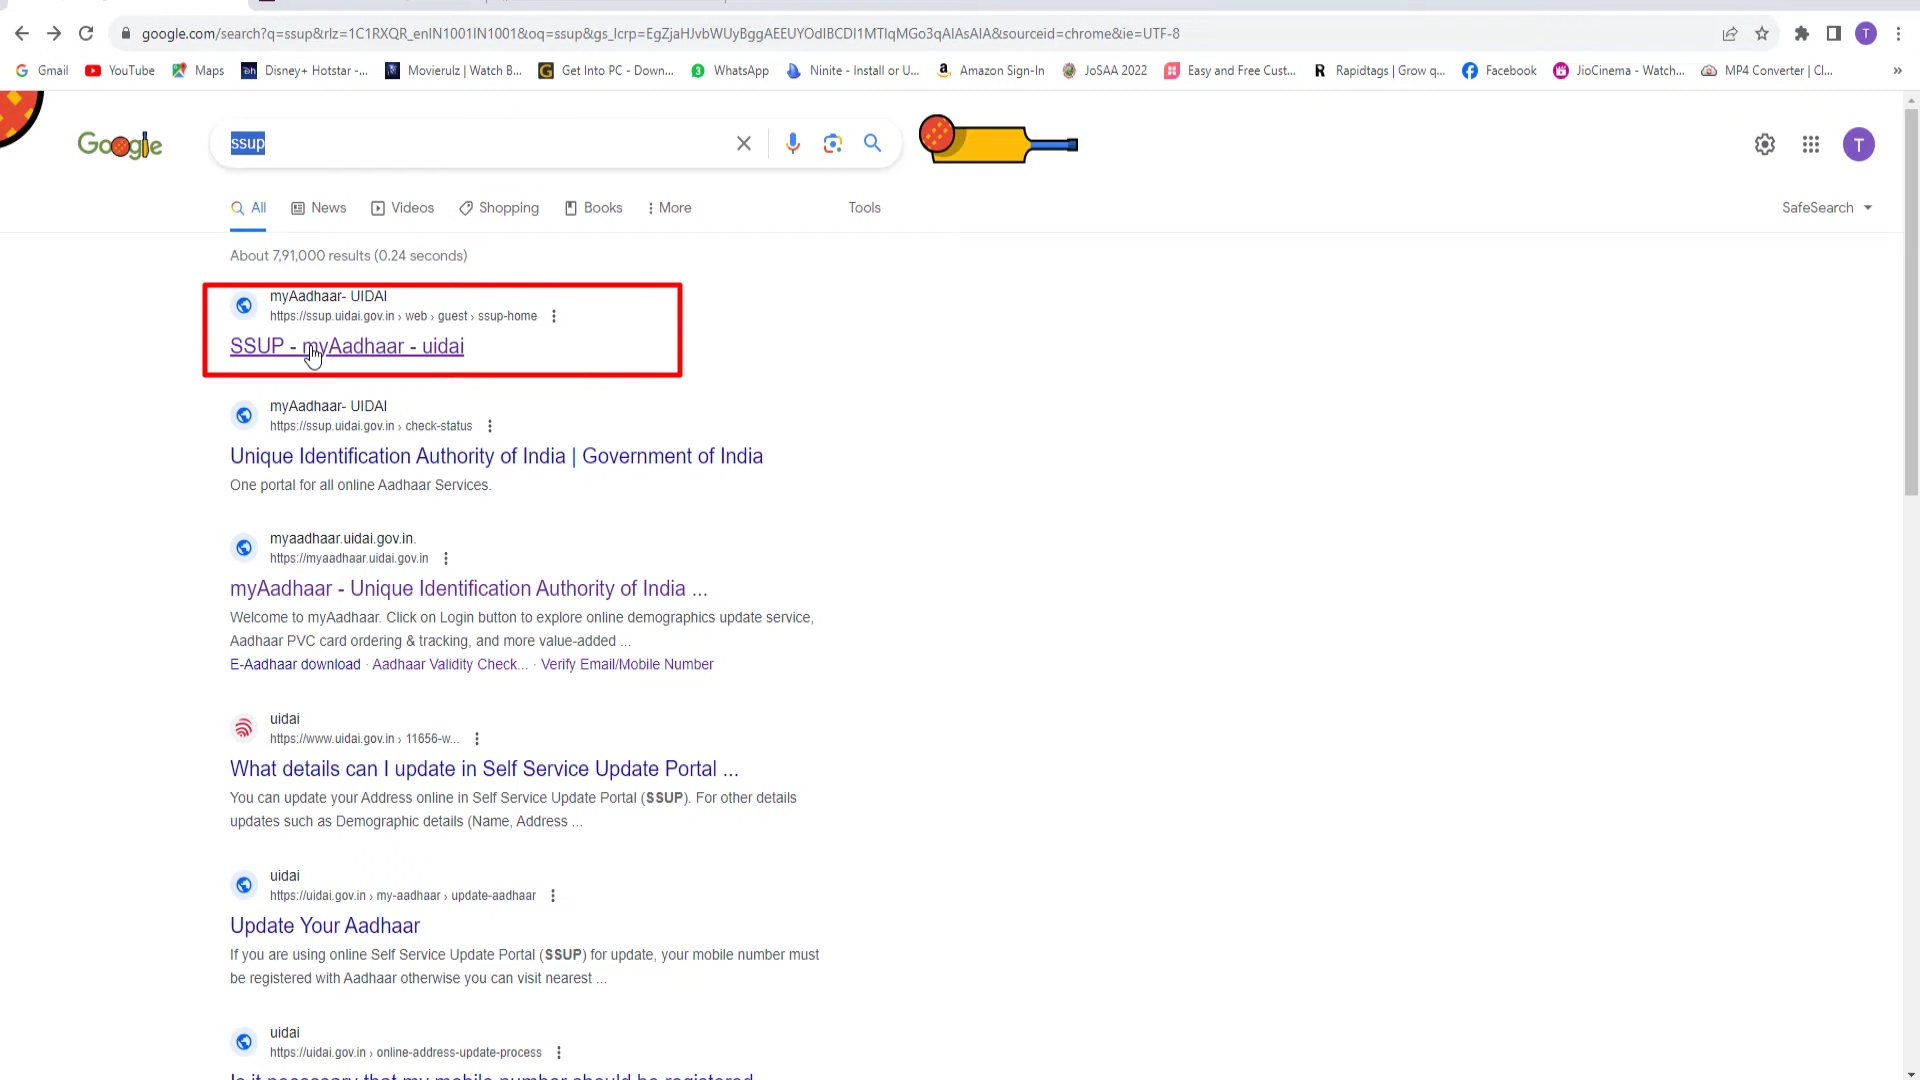 google.com/search?q=ssup&rlz=1C1RXQR_enIN1001IN1001&oq=ssup&gs_lcrp=EgZjaHJvbWUyBggAEEUYOdIBCDI1MTlqMGo3qAIAsAIA&sourceid=chrome&ie=UTF-8
T
Gmail YouTube Maps Disney+ Hotstar -... Movierulz | Watch B... Get Into PC - Down... WhatsApp Ninite - Install or U... Amazon Sign-In JoSAA 2022 Easy and Free Cust... Rapidtags | Grow q... Facebook JioCinema - Watch... MP4 Converter | Cl... »
Google ssup T
All News Videos Shopping Books More Tools SafeSearch
About 7,91,000 results (0.24 seconds)
myAadhaar- UIDAI
https://ssup.uidai.gov.in › web › guest › ssup-home
SSUP - myAadhaar - uidai
myAadhaar- UIDAI
https://ssup.uidai.gov.in › check-status
Unique Identification Authority of India | Government of India
One portal for all online Aadhaar Services.
myaadhaar.uidai.gov.in.
https://myaadhaar.uidai.gov.in
myAadhaar - Unique Identification Authority of India ...
Welcome to myAadhaar. Click on Login button to explore online demographics update service,
Aadhaar PVC card ordering & tracking, and more value-added ...
E-Aadhaar download · Aadhaar Validity Check... · Verify Email/Mobile Number
uidai
https://www.uidai.gov.in › 11656-w...
What details can I update in Self Service Update Portal ...
You can update your Address online in Self Service Update Portal (SSUP). For other details
updates such as Demographic details (Name, Address ...
uidai
https://uidai.gov.in › my-aadhaar › update-aadhaar
Update Your Aadhaar
If you are using online Self Service Update Portal (SSUP) for update, your mobile number must
be registered with Aadhaar otherwise you can visit nearest ...
uidai
https://uidai.gov.in › online-address-update-process
Is it necessary that my mobile number should be registered